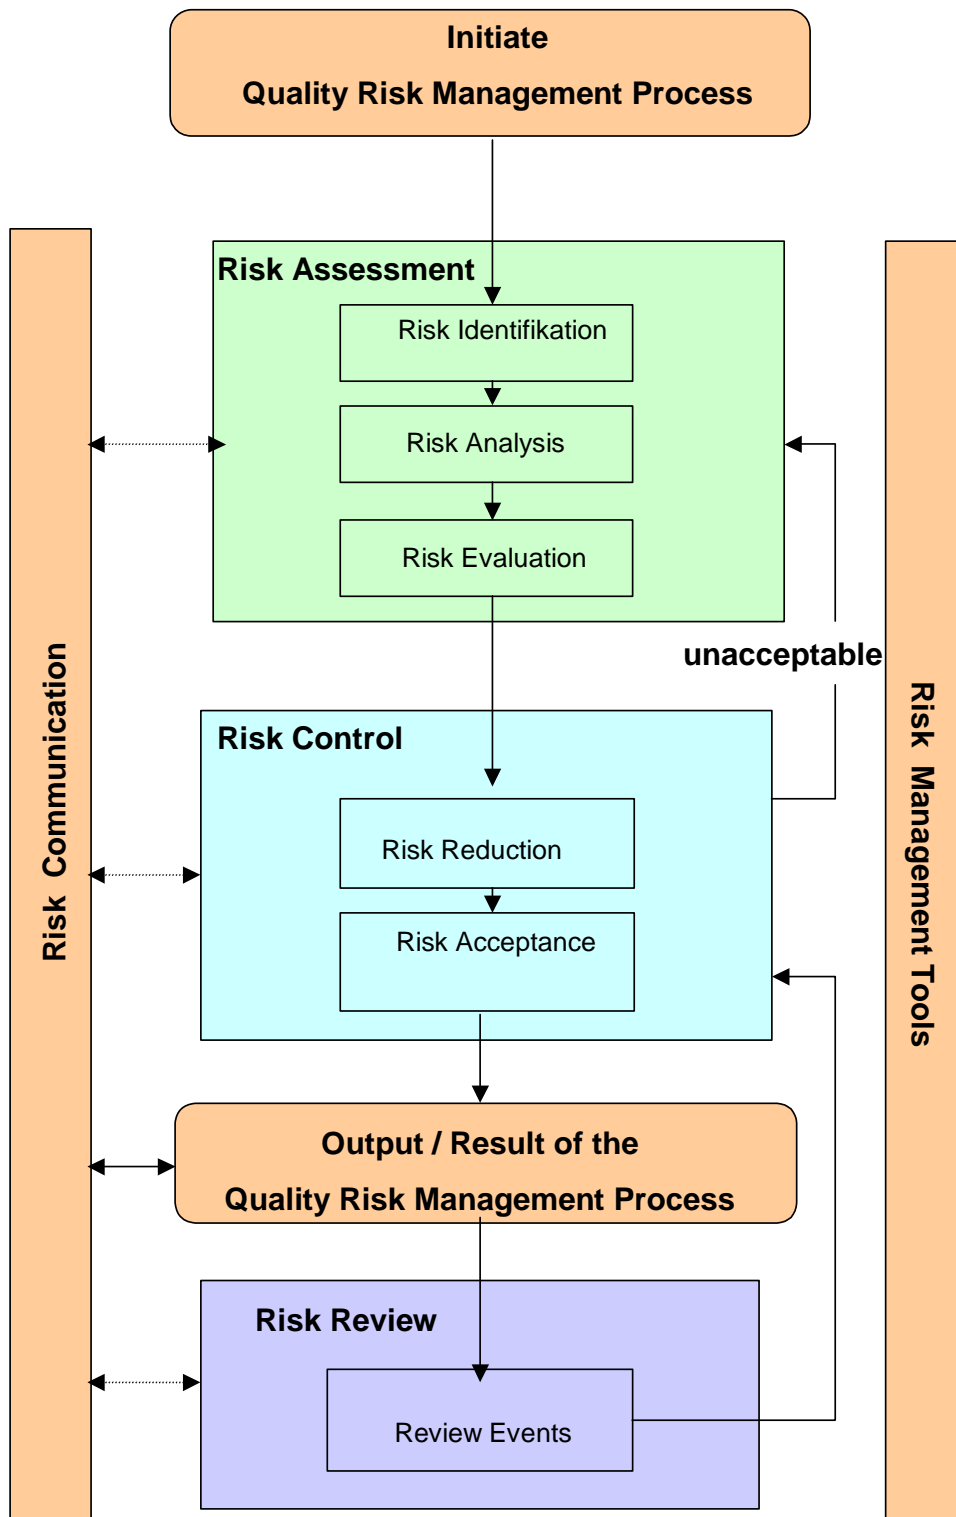 Initiate
Quality Risk Management Process
Risk Assessment
Risk Identifikation
Risk Analysis
Risk Evaluation
unacceptable
Risk Communication
Risk Management Tools
Risk Control
Risk Reduction
Risk Acceptance
Output / Result of the
Quality Risk Management Process
Risk Review
Review Events